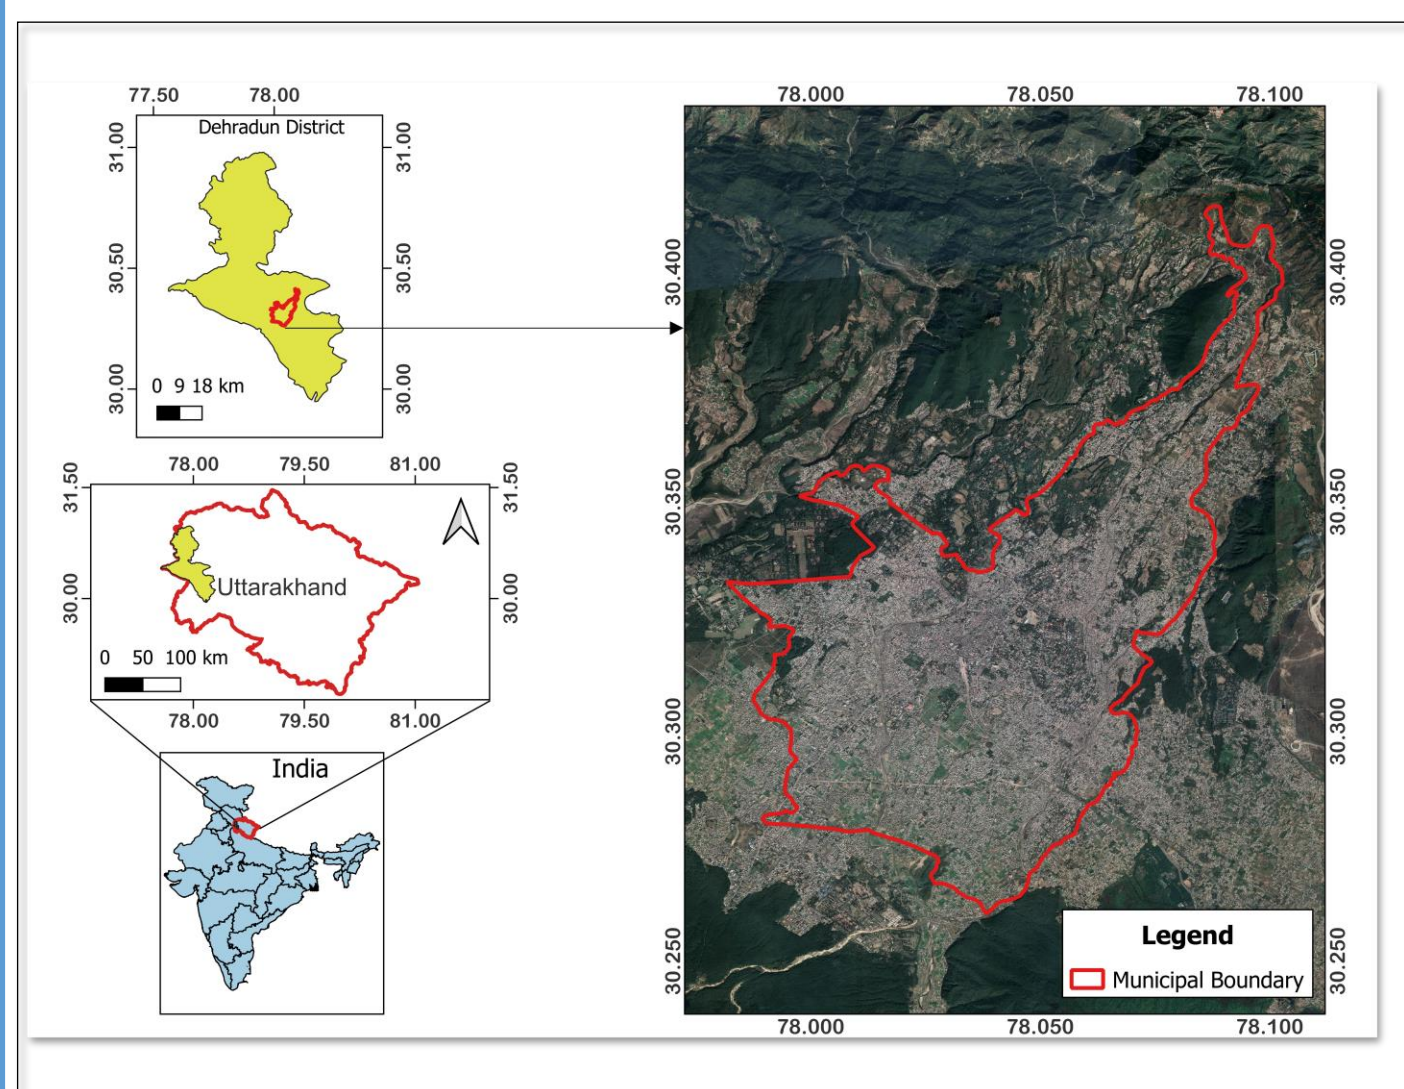 77.50 78.00
Dehradun District
31.00 31.00
30.50 30.50
30.00 30.00
0 9 18 km
78.00 79.50 81.00
31.50 31.50
Uttarakhand
30.00 30.00
0 50 100 km
78.00 79.50 81.00
India
78.000 78.050 78.100
30.400 30.400
30.350 30.350
30.300 30.300
30.250 30.250
Legend
Municipal Boundary
78.000 78.050 78.100